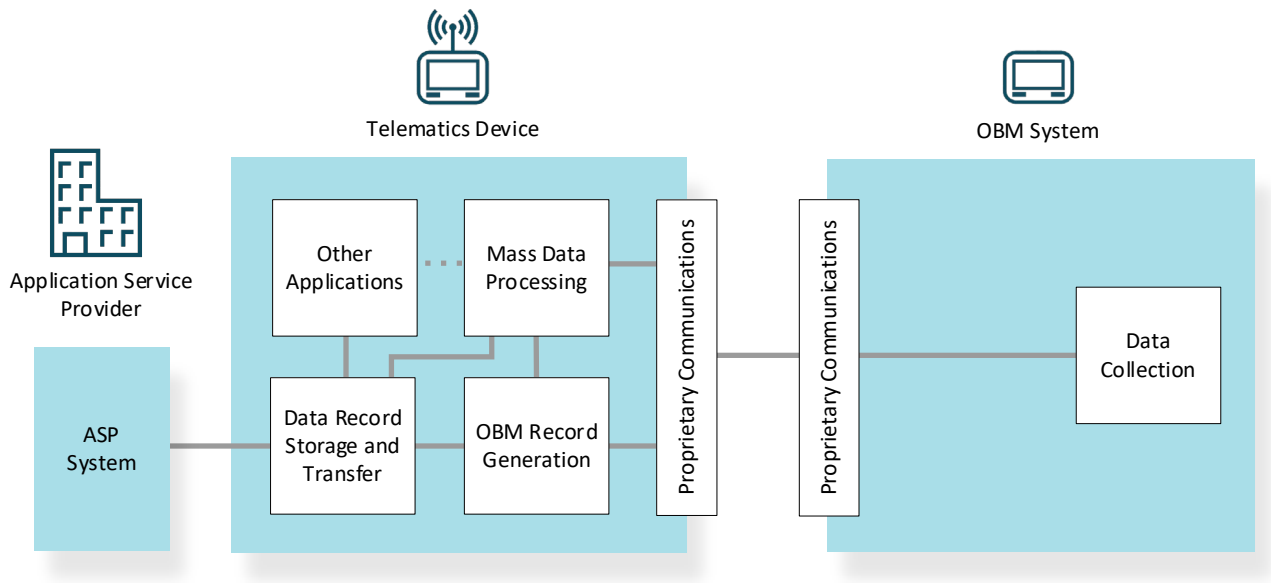 Telematics Device
OBM System
Application Service
Provider
ASP
System
Other
Applications
Mass Data
Processing
Data Record
Storage and
Transfer
OBM Record
Generation
Proprietary Communications
Proprietary Communications
Data
Collection